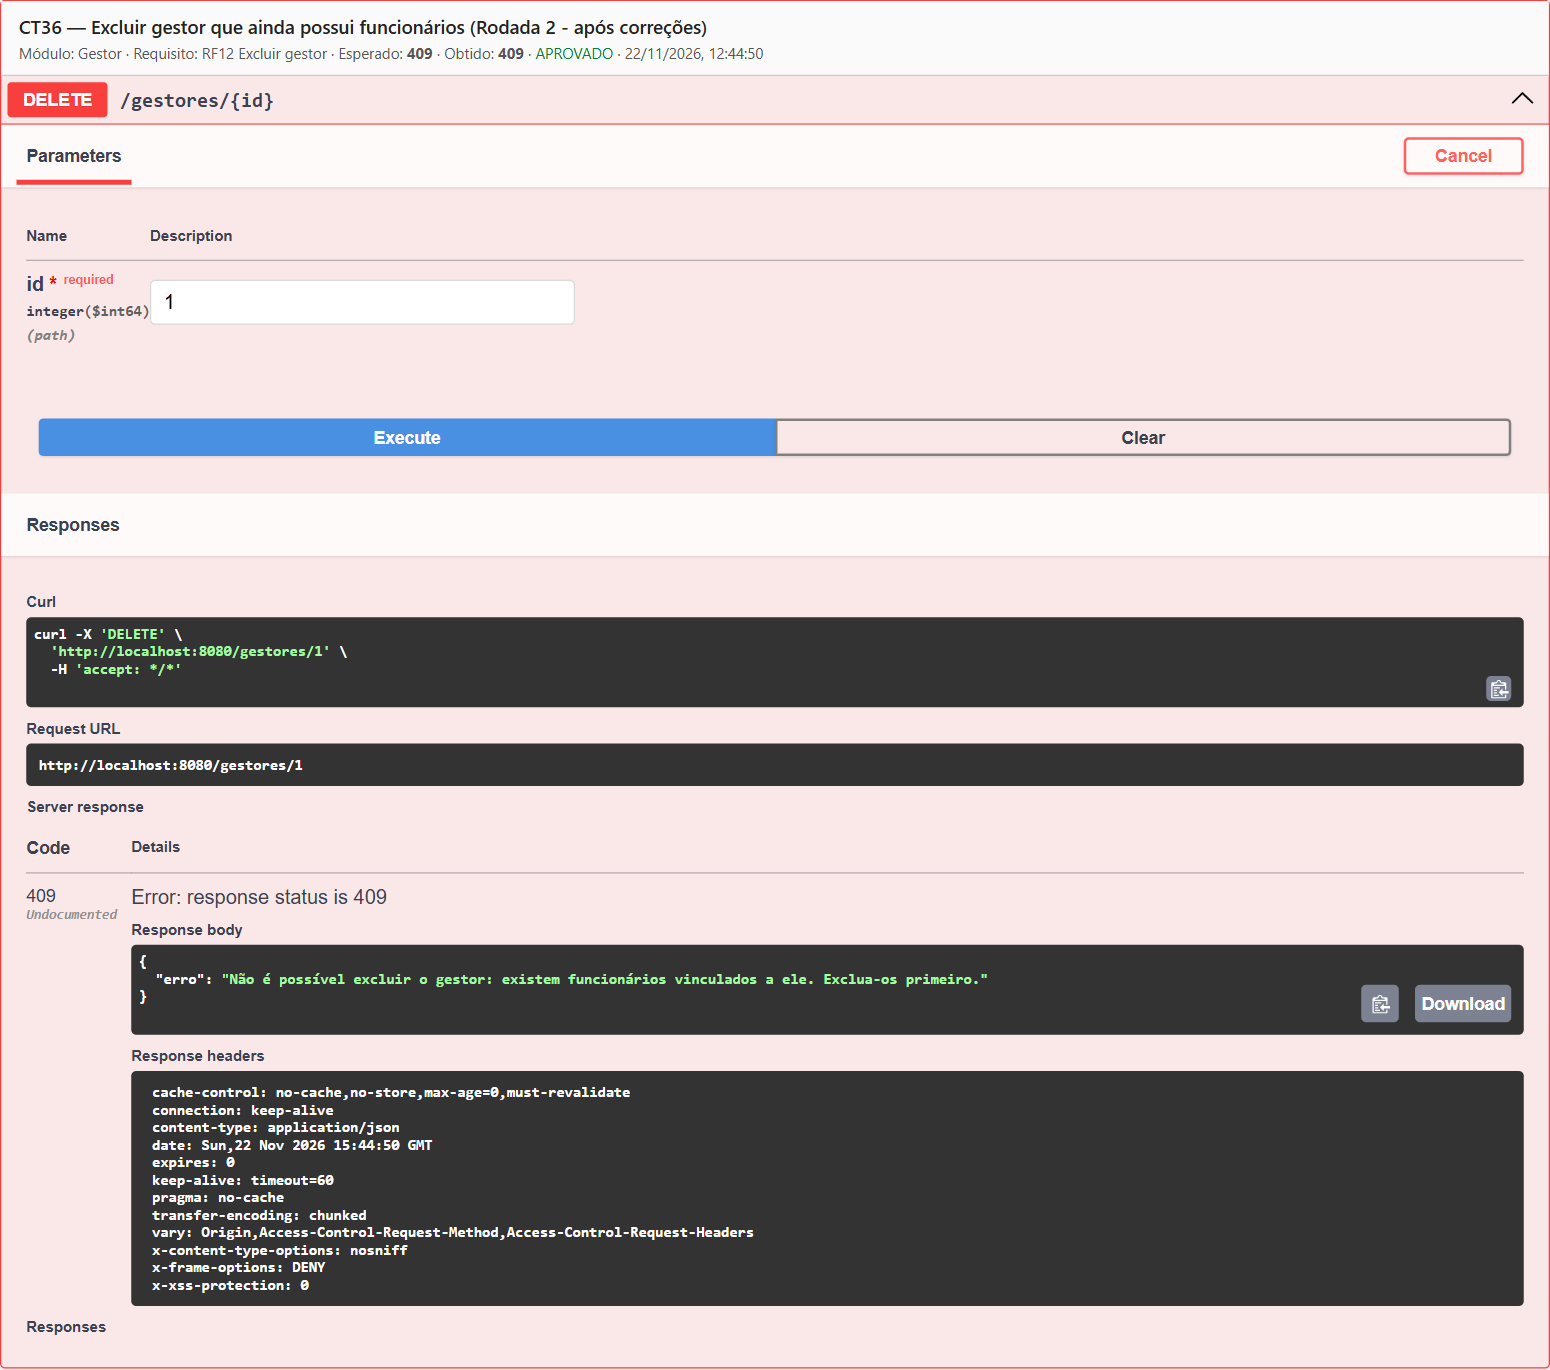 CT36 — Excluir gestor que ainda possui funcionários (Rodada 2 - após correções)
Módulo: Gestor · Requisito: RF12 Excluir gestor · Esperado: 409 · Obtido: 409 · APROVADO · 22/11/2026, 12:44:50
DELETE /gestores/{id}
Parameters
Cancel
Name Description
id * required
integer($int64)
(path)
1
Execute
Clear
Responses
Curl
curl -X 'DELETE' \
'http://localhost:8080/gestores/1' \
-H 'accept: */*'
Request URL
http://localhost:8080/gestores/1
Server response
Code Details
409
Undocumented
Error: response status is 409
Response body
{
"erro": "Não é possível excluir o gestor: existem funcionários vinculados a ele. Exclua-os primeiro."
}
Download
Response headers
cache-control: no-cache,no-store,max-age=0,must-revalidate
connection: keep-alive
content-type: application/json
date: Sun,22 Nov 2026 15:44:50 GMT
expires: 0
keep-alive: timeout=60
pragma: no-cache
transfer-encoding: chunked
vary: Origin,Access-Control-Request-Method,Access-Control-Request-Headers
x-content-type-options: nosniff
x-frame-options: DENY
x-xss-protection: 0
Responses